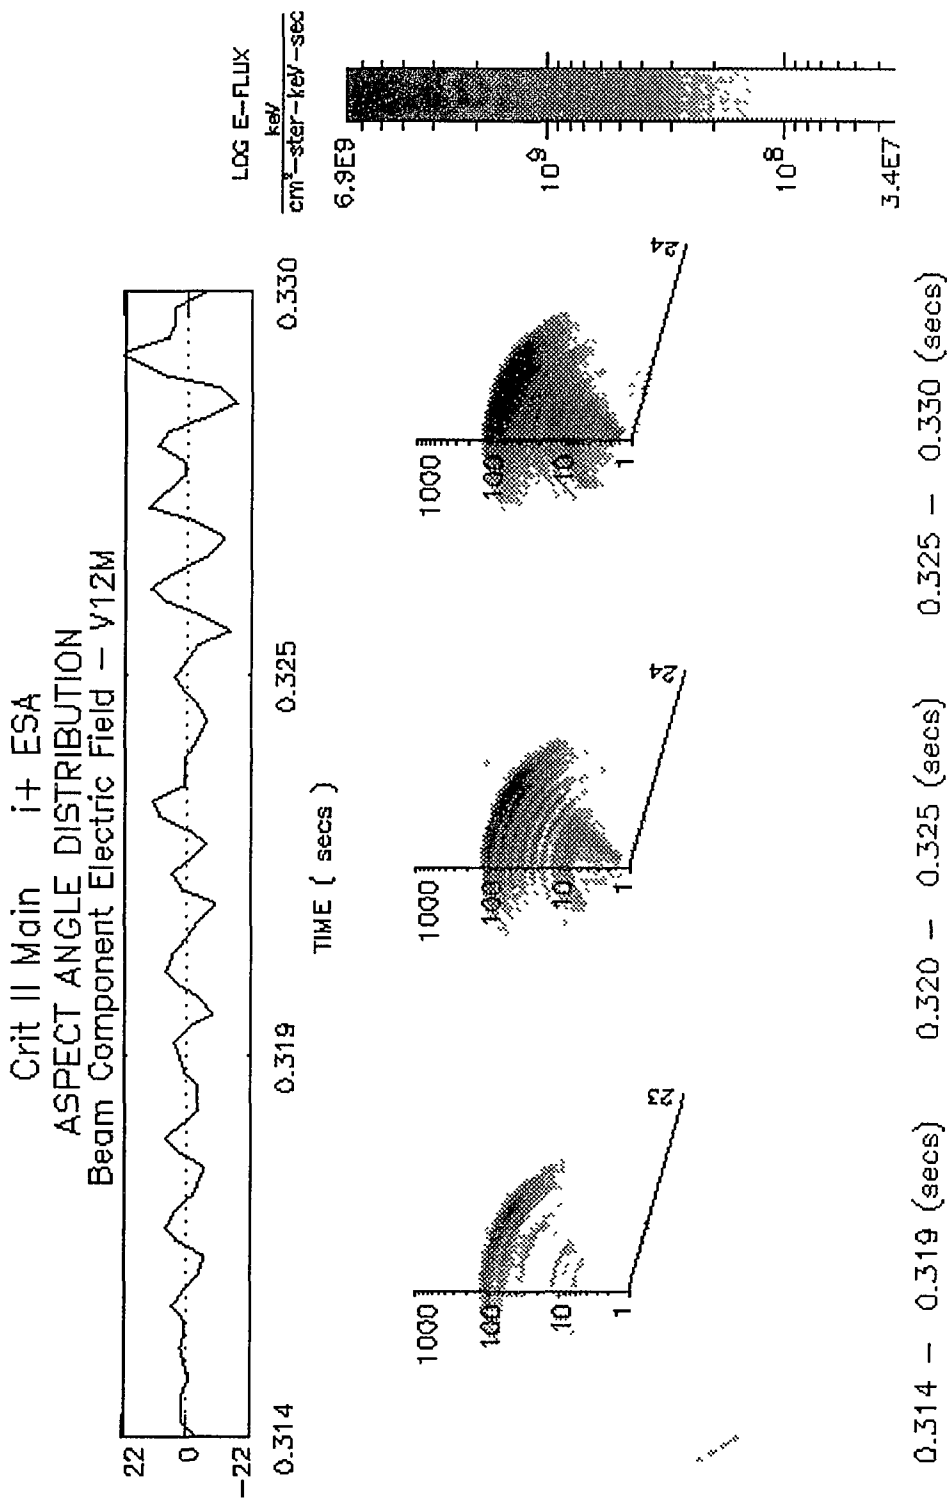 Crit II Main i+ ESA
ASPECT ANGLE DISTRIBUTION
Beam Component Electric Field – V12M
22
0
-22
0.314
0.319
0.325
0.330
TIME ( secs )
LOG E-FLUX
keV
cm²-ster-keV-sec
6.9E9
10⁹
10⁸
3.4E7
1000
100
10
1
23
1000
100
10
1
24
1000
100
10
1
24
0.314 – 0.319 (secs)
0.320 – 0.325 (secs)
0.325 – 0.330 (secs)